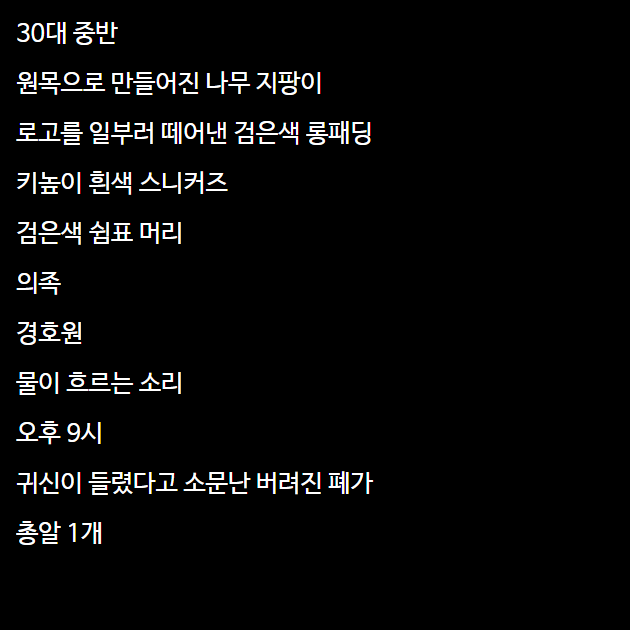 30대 중반
원목으로 만들어진 나무 지팡이
로고를 일부러 떼어낸 검은색 롱패딩
키높이 흰색 스니커즈
검은색 쉼표 머리
의족
경호원
물이 흐르는 소리
오후 9시
귀신이 들렸다고 소문난 버려진 폐가
총알 1개